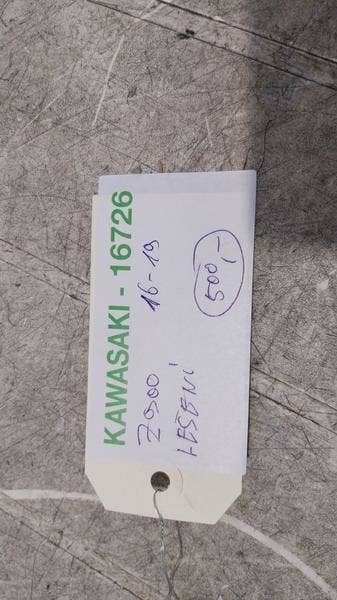 KAWASAKI - 16726
Z900 16-19
LEŠENÍ
500,-